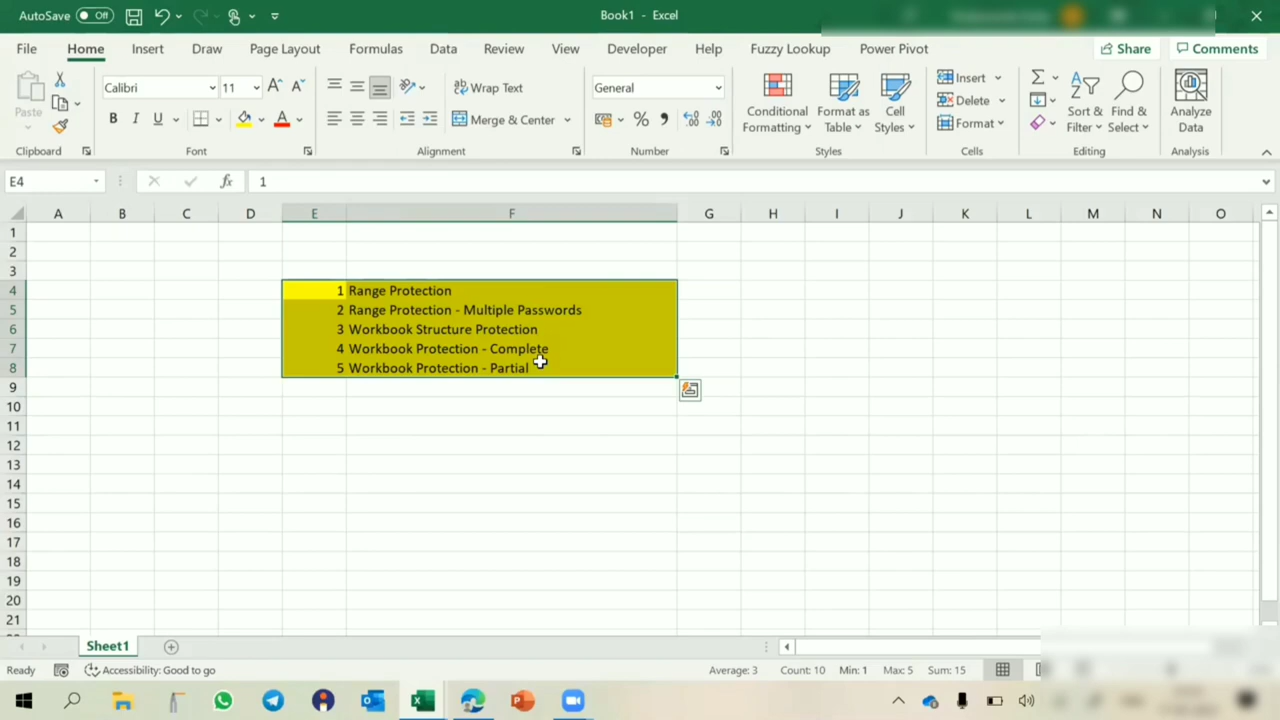 AutoSave Off Book1 - Excel
File Home Insert Draw Page Layout Formulas Data Review View Developer Help Fuzzy Lookup Power Pivot Share Comments
Paste Calibri 11 Wrap Text General Insert
B I U Merge & Center Conditional Formatting Format as Table Cell Styles Delete Sort & Filter Find & Select Analyze Data
Format
Clipboard Font Alignment Number Styles Cells Editing Analysis
E4 fx 1
A B C D E F G H I J K L M N O
1
2
3
4 1 Range Protection
5 2 Range Protection - Multiple Passwords
6 3 Workbook Structure Protection
7 4 Workbook Protection - Complete
8 5 Workbook Protection - Partial
9
10
11
12
13
14
15
16
17
18
19
20
21
Sheet1
Ready Accessibility: Good to go Average: 3 Count: 10 Min: 1 Max: 5 Sum: 15